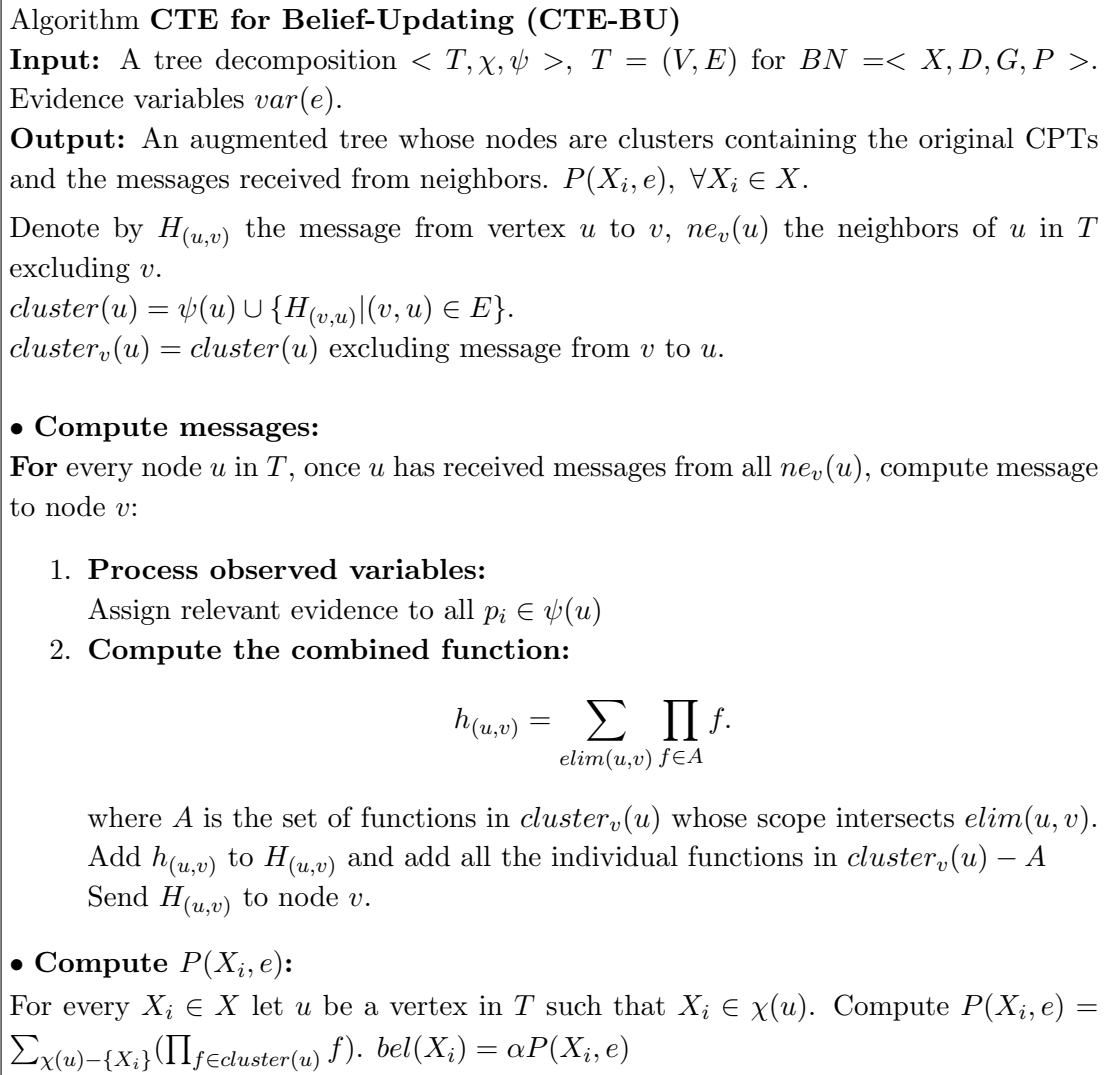 Algorithm CTE for Belief-Updating (CTE-BU)
Input: A tree decomposition < T, χ, ψ >, T = (V, E) for BN =< X, D, G, P >.
Evidence variables var(e).
Output: An augmented tree whose nodes are clusters containing the original CPTs
and the messages received from neighbors. P(X_i, e), ∀X_i ∈ X.
Denote by H_(u,v) the message from vertex u to v, ne_v(u) the neighbors of u in T
excluding v.
cluster(u) = ψ(u) ∪ {H_(v,u)|(v, u) ∈ E}.
cluster_v(u) = cluster(u) excluding message from v to u.
• Compute messages:
For every node u in T, once u has received messages from all ne_v(u), compute message
to node v:
1. Process observed variables:
Assign relevant evidence to all p_i ∈ ψ(u)
2. Compute the combined function:
h_(u,v) = ∑_{elim(u,v)} ∏_{f∈A} f.
where A is the set of functions in cluster_v(u) whose scope intersects elim(u, v).
Add h_(u,v) to H_(u,v) and add all the individual functions in cluster_v(u) − A
Send H_(u,v) to node v.
• Compute P(X_i, e):
For every X_i ∈ X let u be a vertex in T such that X_i ∈ χ(u). Compute P(X_i, e) =
∑_{χ(u)−{X_i}}(∏_{f∈cluster(u)} f). bel(X_i) = αP(X_i, e)